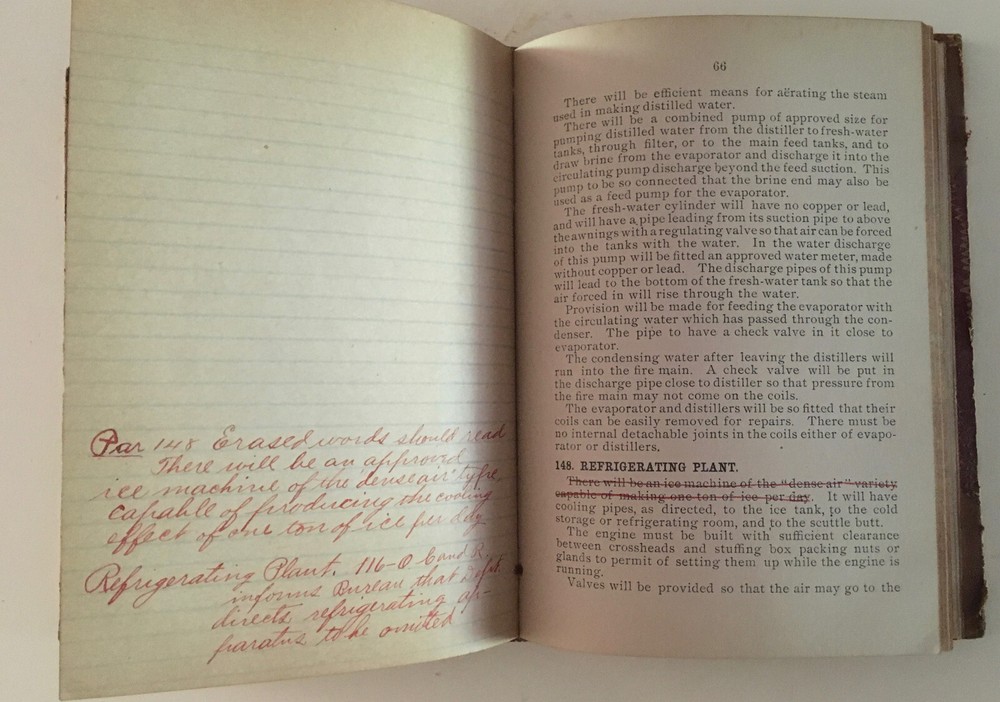 Par 148 Erased words should read
There will be an approved
ice machine of the dense air type,
capable of producing the cooling
effect of one ton of ice per day
Refrigerating Plant. 116-O C and R.
informs Bureau that
directs refrigerating ap-
paratus to be omitted
66
There will be efficient means for aërating the steam
used in making distilled water.
There will be a combined pump of approved size for
pumping distilled water from the distiller to fresh-water
tanks, through filter, or to the main feed tanks, and to
draw brine from the evaporator and discharge it into the
circulating pump discharge beyond the feed suction. This
pump to be so connected that the brine end may also be
used as a feed pump for the evaporator.
The fresh-water cylinder will have no copper or lead,
and will have a pipe leading from its suction pipe to above
the awnings with a regulating valve so that air can be forced
into the tanks with the water. In the water discharge
of this pump will be fitted an approved water meter, made
without copper or lead. The discharge pipes of this pump
will lead to the bottom of the fresh-water tank so that the
air forced in will rise through the water.
Provision will be made for feeding the evaporator with
the circulating water which has passed through the con-
denser. The pipe to have a check valve in it close to
evaporator.
The condensing water after leaving the distillers will
run into the fire main. A check valve will be put in
the discharge pipe close to distiller so that pressure from
the fire main may not come on the coils.
The evaporator and distillers will be so fitted that their
coils can be easily removed for repairs. There must be
no internal detachable joints in the coils either of evapo-
rator or distillers.
148. REFRIGERATING PLANT.
There will be an ice machine of the "dense air" variety
capable of making one ton of ice per day. It will have
cooling pipes, as directed, to the ice tank, to the cold
storage or refrigerating room, and to the scuttle butt.
The engine must be built with sufficient clearance
between crossheads and stuffing box packing nuts or
glands to permit of setting them up while the engine is
running.
Valves will be provided so that the air may go to the